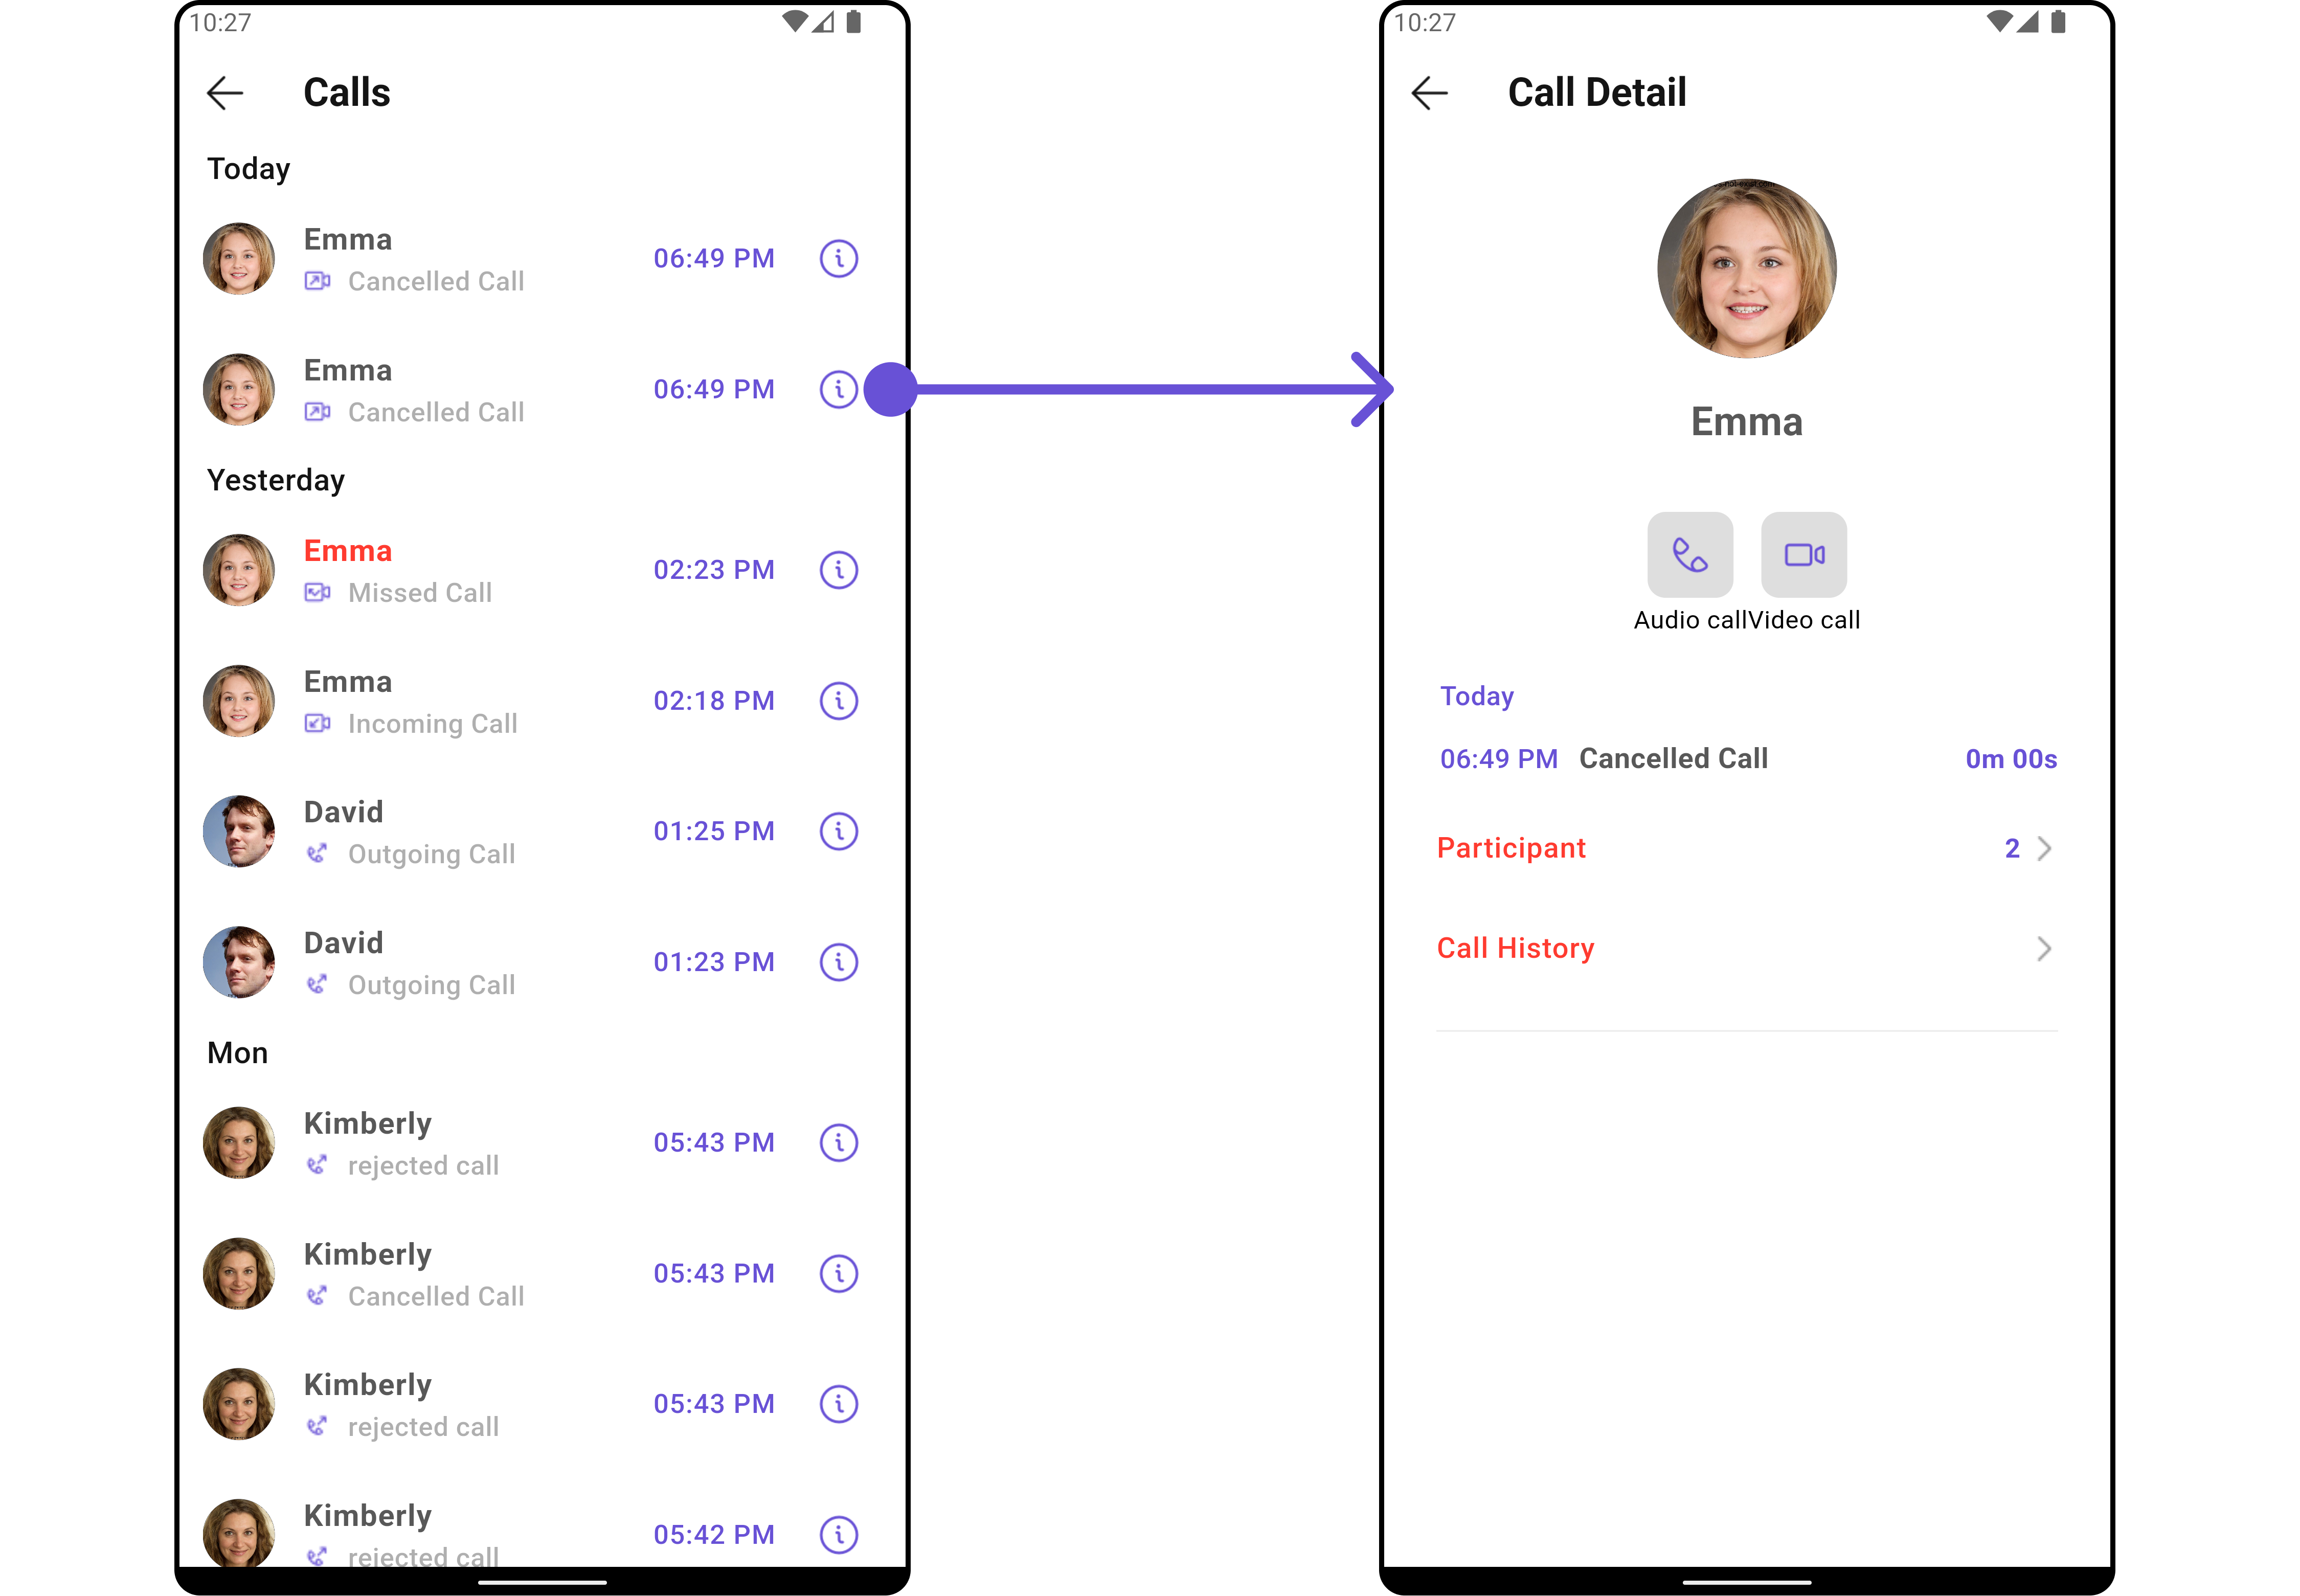 10:27
Calls
Today
Emma
Cancelled Call
06:49 PM
Emma
Cancelled Call
06:49 PM
Yesterday
Emma
Missed Call
02:23 PM
Emma
Incoming Call
02:18 PM
David
Outgoing Call
01:25 PM
David
Outgoing Call
01:23 PM
Mon
Kimberly
rejected call
05:43 PM
Kimberly
Cancelled Call
05:43 PM
Kimberly
rejected call
05:43 PM
Kimberly
rejected call
05:42 PM
10:27
Call Detail
Emma
Audio call Video call
Today
06:49 PM Cancelled Call 0m 00s
Participant 2
Call History